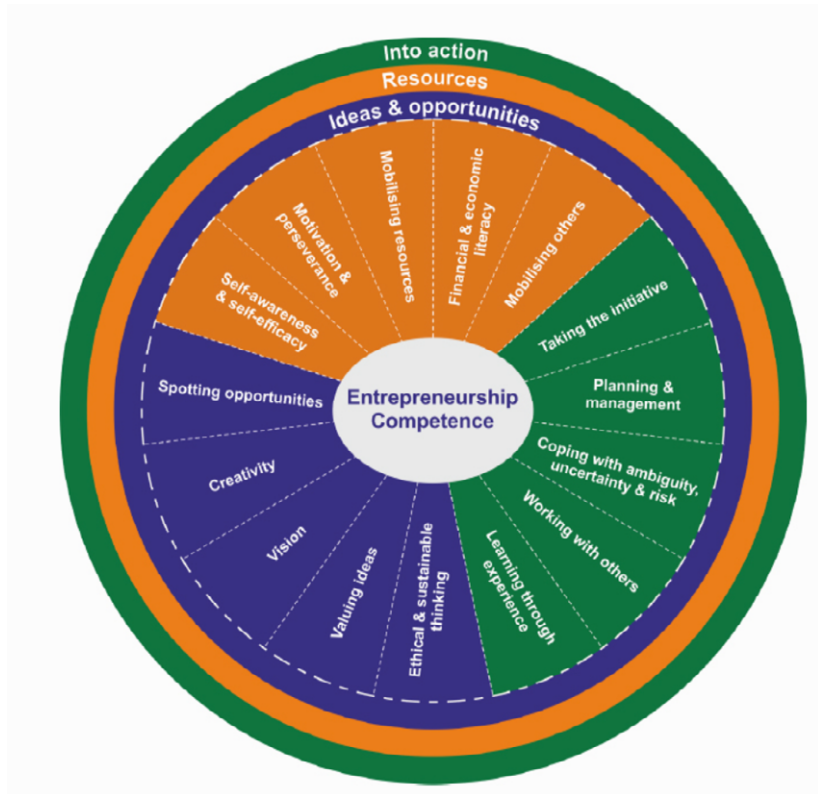 Into action
Resources
Ideas & opportunities
Self-awareness
& self-efficacy
Motivation &
perseverance
Mobilising resources
Financial & economic
literacy
Mobilising others
Taking the initiative
Planning &
management
Coping with ambiguity,
uncertainty & risk
Working with others
Learning through
experience
Ethical & sustainable
thinking
Valuing ideas
Vision
Creativity
Spotting opportunities
Entrepreneurship
Competence